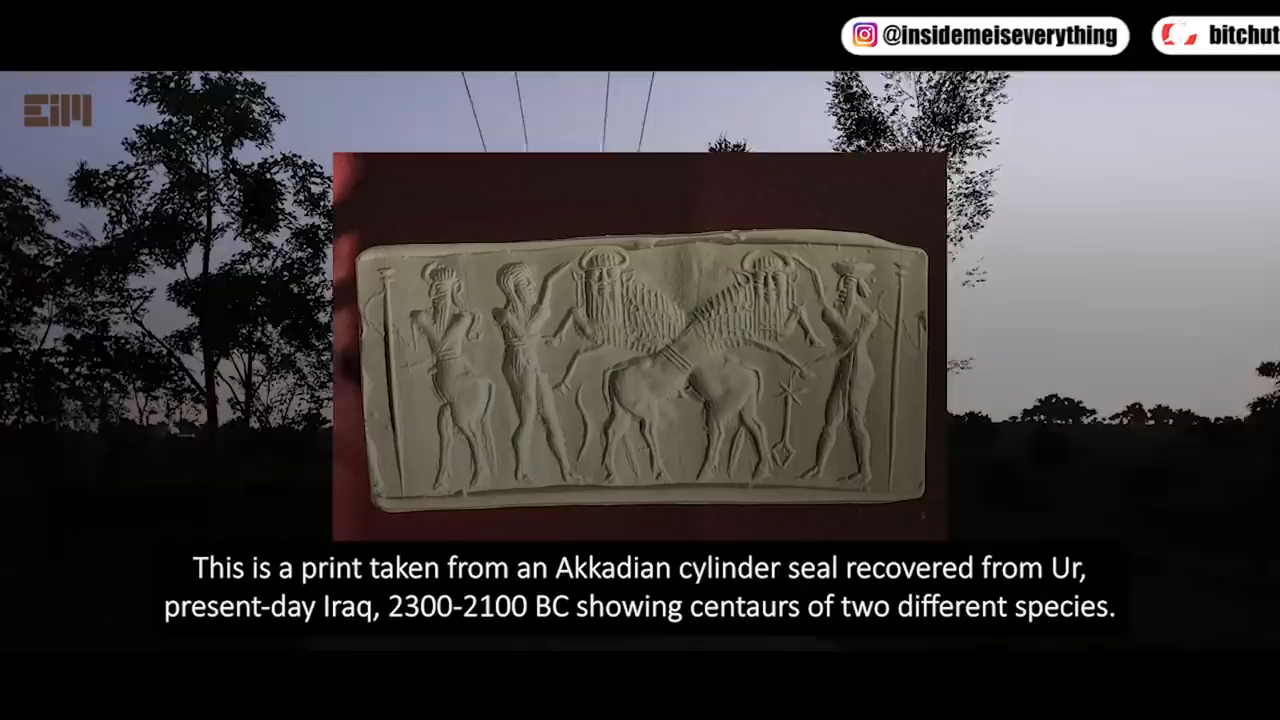 @insidemeiseverything
bitchut
EiM
This is a print taken from an Akkadian cylinder seal recovered from Ur,
present-day Iraq, 2300-2100 BC showing centaurs of two different species.